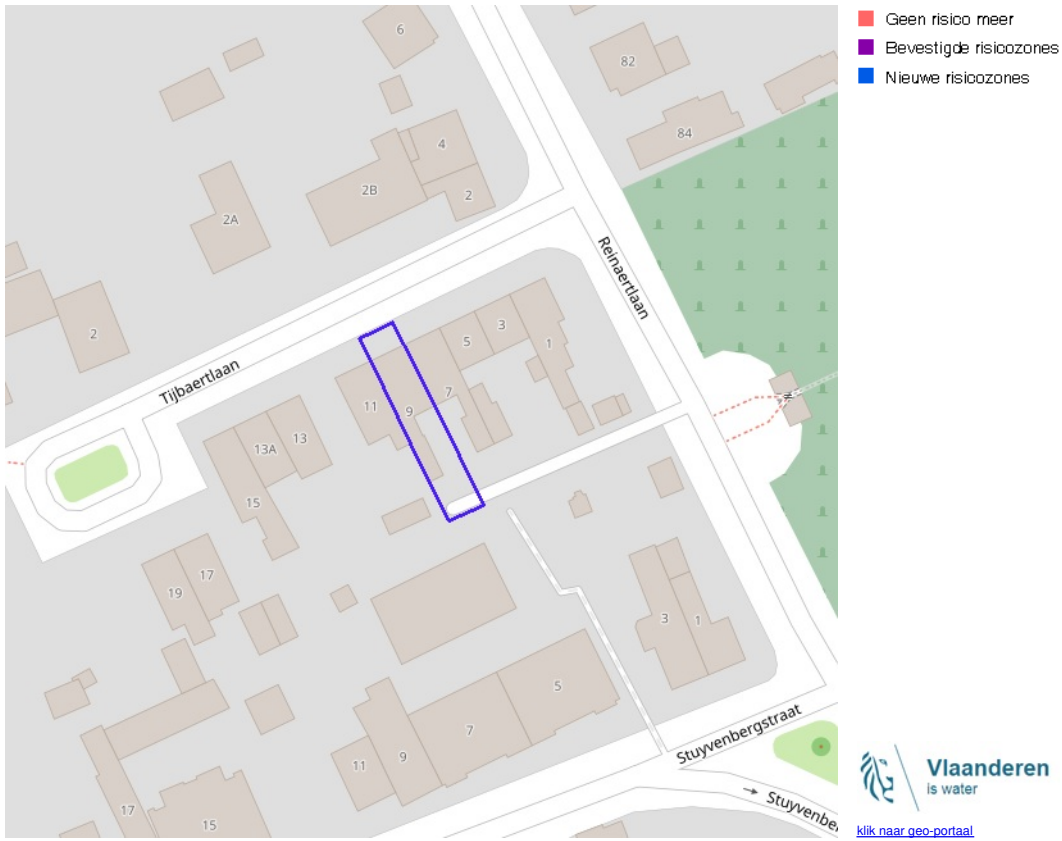 Geen risico meer
Bevestigde risicozones
Nieuwe risicozones
6
82
84
4
2B
2
2A
2
Reinaertlaan
Tijbaertlaan
3
5
1
7
9
11
13
13A
15
17
19
3
1
5
7
9
11
17
15
Stuyvenbergstraat
Stuyvenbe
Vlaanderen
is water
klik naar geo-portaal